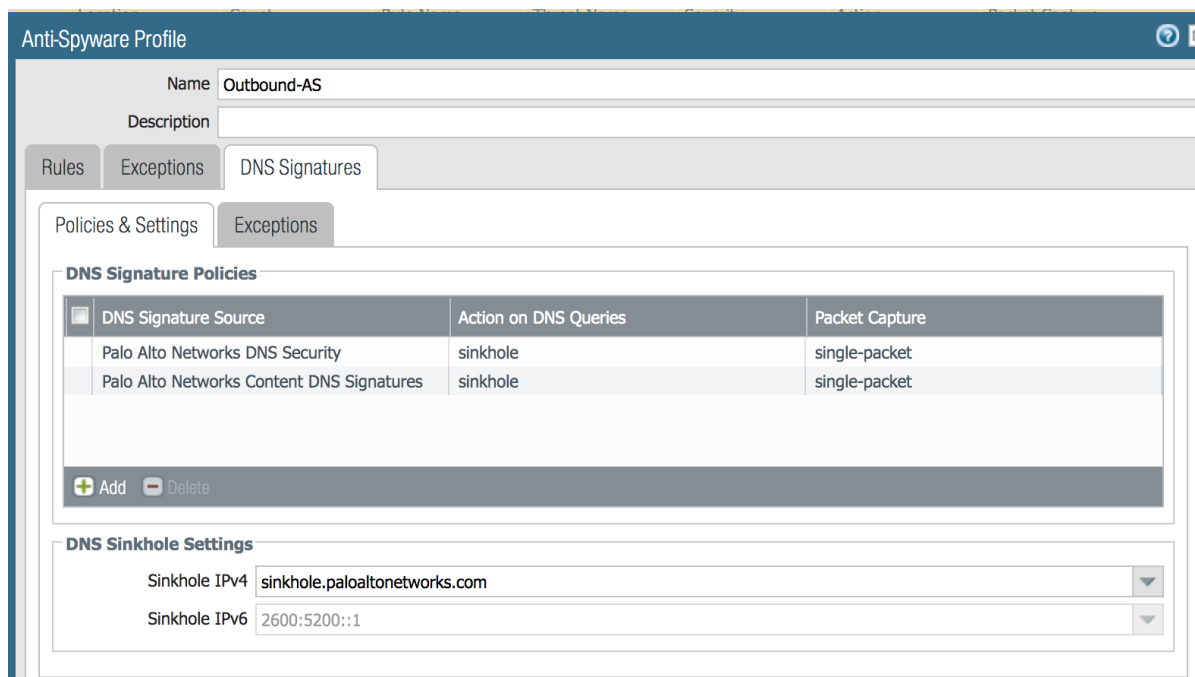 Anti-Spyware Profile
Name Outbound-AS
Description
Rules Exceptions DNS Signatures
Policies & Settings Exceptions
DNS Signature Policies
DNS Signature Source Action on DNS Queries Packet Capture
Palo Alto Networks DNS Security sinkhole single-packet
Palo Alto Networks Content DNS Signatures sinkhole single-packet
Add Delete
DNS Sinkhole Settings
Sinkhole IPv4 sinkhole.paloaltonetworks.com
Sinkhole IPv6 2600:5200::1